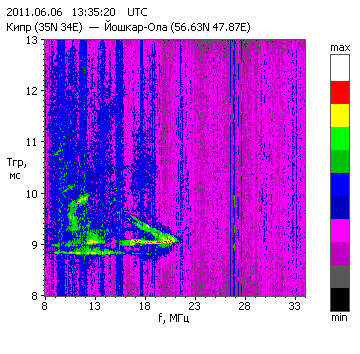 2011.06.06 13:35:20 UTC
Кипр (35N 34E) — Йошкар-Ола (56.63N 47.87E)
13
12
11
Tгр,
мс
10
9
8
8 13 18 23 28 33
f, МГц
max
min